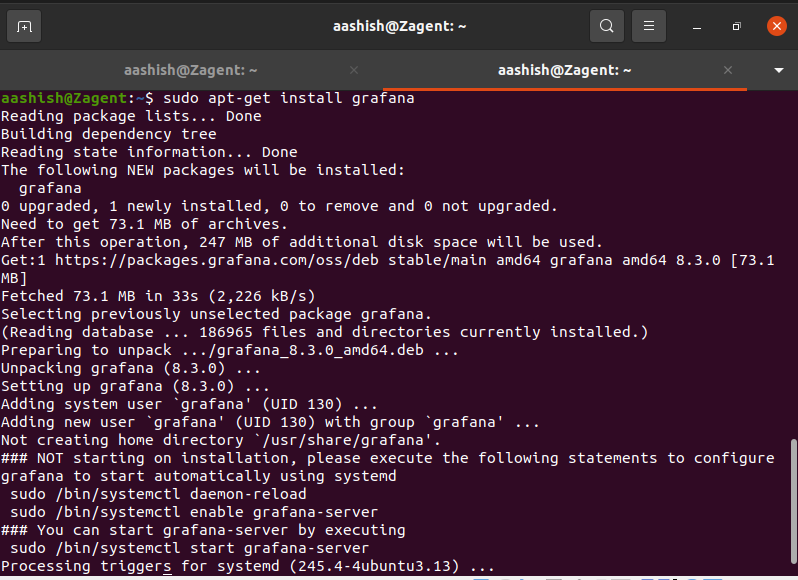 aashish@Zagent: ~
aashish@Zagent: ~
aashish@Zagent: ~
aashish@Zagent:~$ sudo apt-get install grafana
Reading package lists... Done
Building dependency tree
Reading state information... Done
The following NEW packages will be installed:
  grafana
0 upgraded, 1 newly installed, 0 to remove and 0 not upgraded.
Need to get 73.1 MB of archives.
After this operation, 247 MB of additional disk space will be used.
Get:1 https://packages.grafana.com/oss/deb stable/main amd64 grafana amd64 8.3.0 [73.1
MB]
Fetched 73.1 MB in 33s (2,226 kB/s)
Selecting previously unselected package grafana.
(Reading database ... 186965 files and directories currently installed.)
Preparing to unpack .../grafana_8.3.0_amd64.deb ...
Unpacking grafana (8.3.0) ...
Setting up grafana (8.3.0) ...
Adding system user `grafana' (UID 130) ...
Adding new user `grafana' (UID 130) with group `grafana' ...
Not creating home directory `/usr/share/grafana'.
### NOT starting on installation, please execute the following statements to configure
grafana to start automatically using systemd
 sudo /bin/systemctl daemon-reload
 sudo /bin/systemctl enable grafana-server
### You can start grafana-server by executing
 sudo /bin/systemctl start grafana-server
Processing triggers for systemd (245.4-4ubuntu3.13) ...